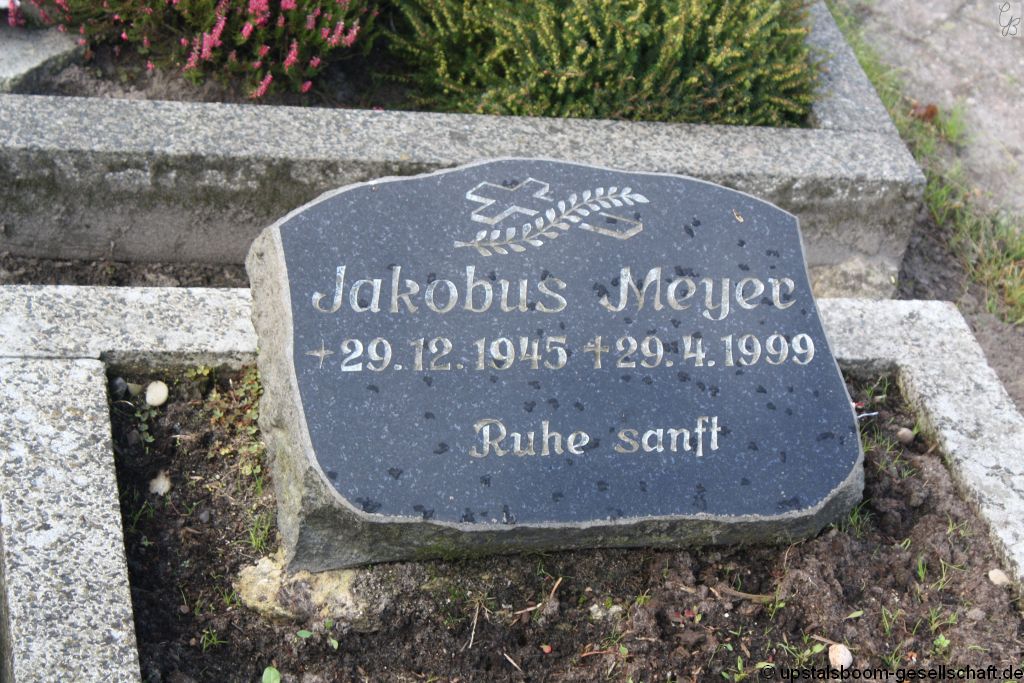 Jakobus Meyer
+29.12.1945 +29.4.1999
Ruhe sanft
© upstalsboom-gesellschaft.de